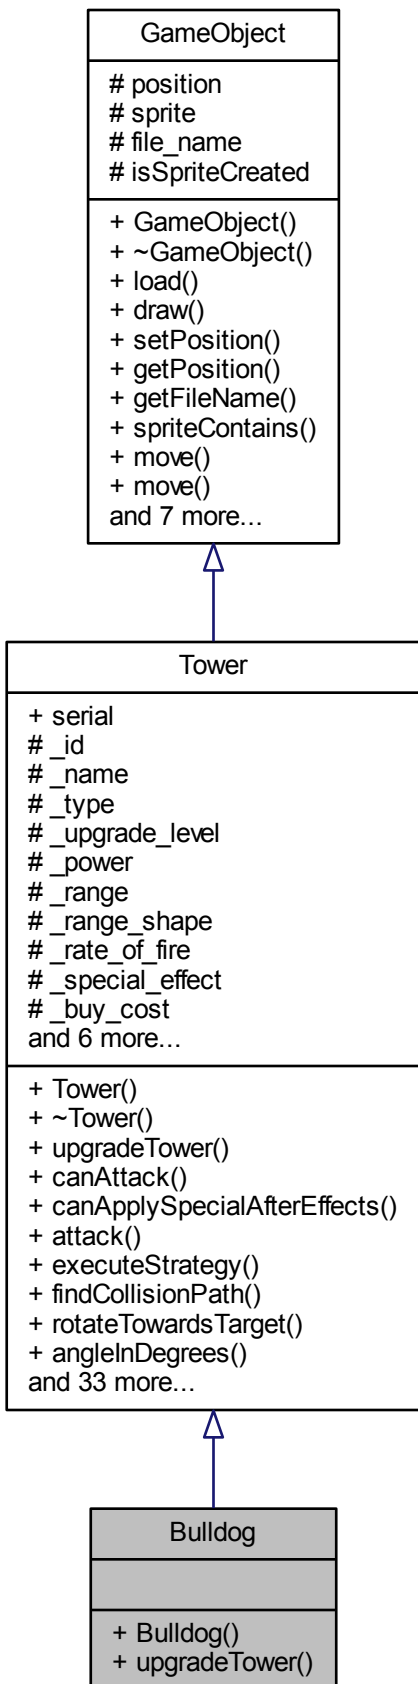 GameObject
# position
# sprite
# file_name
# isSpriteCreated
+ GameObject()
+ ~GameObject()
+ load()
+ draw()
+ setPosition()
+ getPosition()
+ getFileName()
+ spriteContains()
+ move()
+ move()
and 7 more...
Tower
+ serial
# _id
# _name
# _type
# _upgrade_level
# _power
# _range
# _range_shape
# _rate_of_fire
# _special_effect
# _buy_cost
and 6 more...
+ Tower()
+ ~Tower()
+ upgradeTower()
+ canAttack()
+ canApplySpecialAfterEffects()
+ attack()
+ executeStrategy()
+ findCollisionPath()
+ rotateTowardsTarget()
+ angleInDegrees()
and 33 more...
Bulldog
+ Bulldog()
+ upgradeTower()